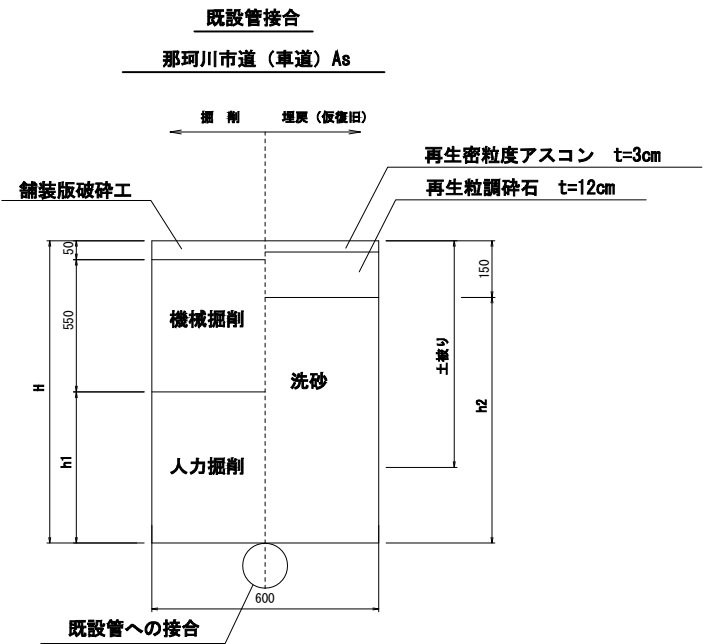 既設管接合
那珂川市道（車道）As
掘 削 埋戻（仮復旧）
再生密粒度アスコン t=3cm
舗装版破砕工 再生粒調砕石 t=12cm
50
150
550
機械掘削
土被り
H
洗砂
h2
h1
人力掘削
600
既設管への接合